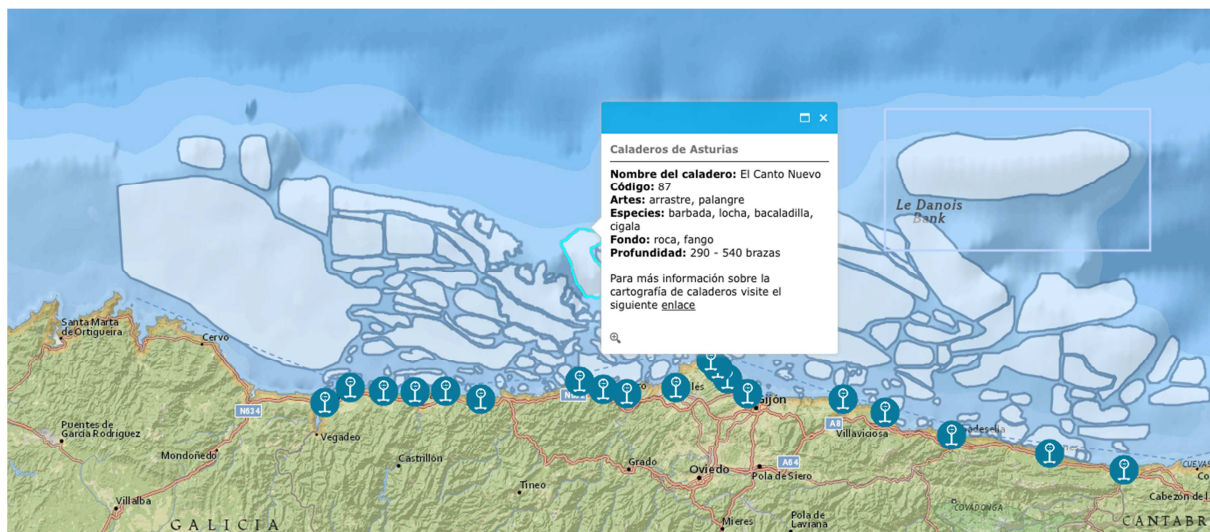 Caladeros de Asturias
Nombre del caladero: El Canto Nuevo
Código: 87
Artes: arrastre, palangre
Especies: barbada, locha, bacaladilla,
cigala
Fondo: roca, fango
Profundidad: 290 - 540 brazas
Para más información sobre la
cartografía de caladeros visite el
siguiente enlace
Le Danois
Bank
Santa Marta
de Ortigueira
Cervo
N634
Gijón
A8
Villaviciosa
Puentes de
García Rodríguez
Vegadeo
Mondoñedo
Castrillón
Grado
Oviedo
A64
Pola de Siero
CUEVAS
Tineo
Villalba
COVADONGA
Cabezón de l
GALICIA
Mieres
Pola de
Laviana
CANTABR